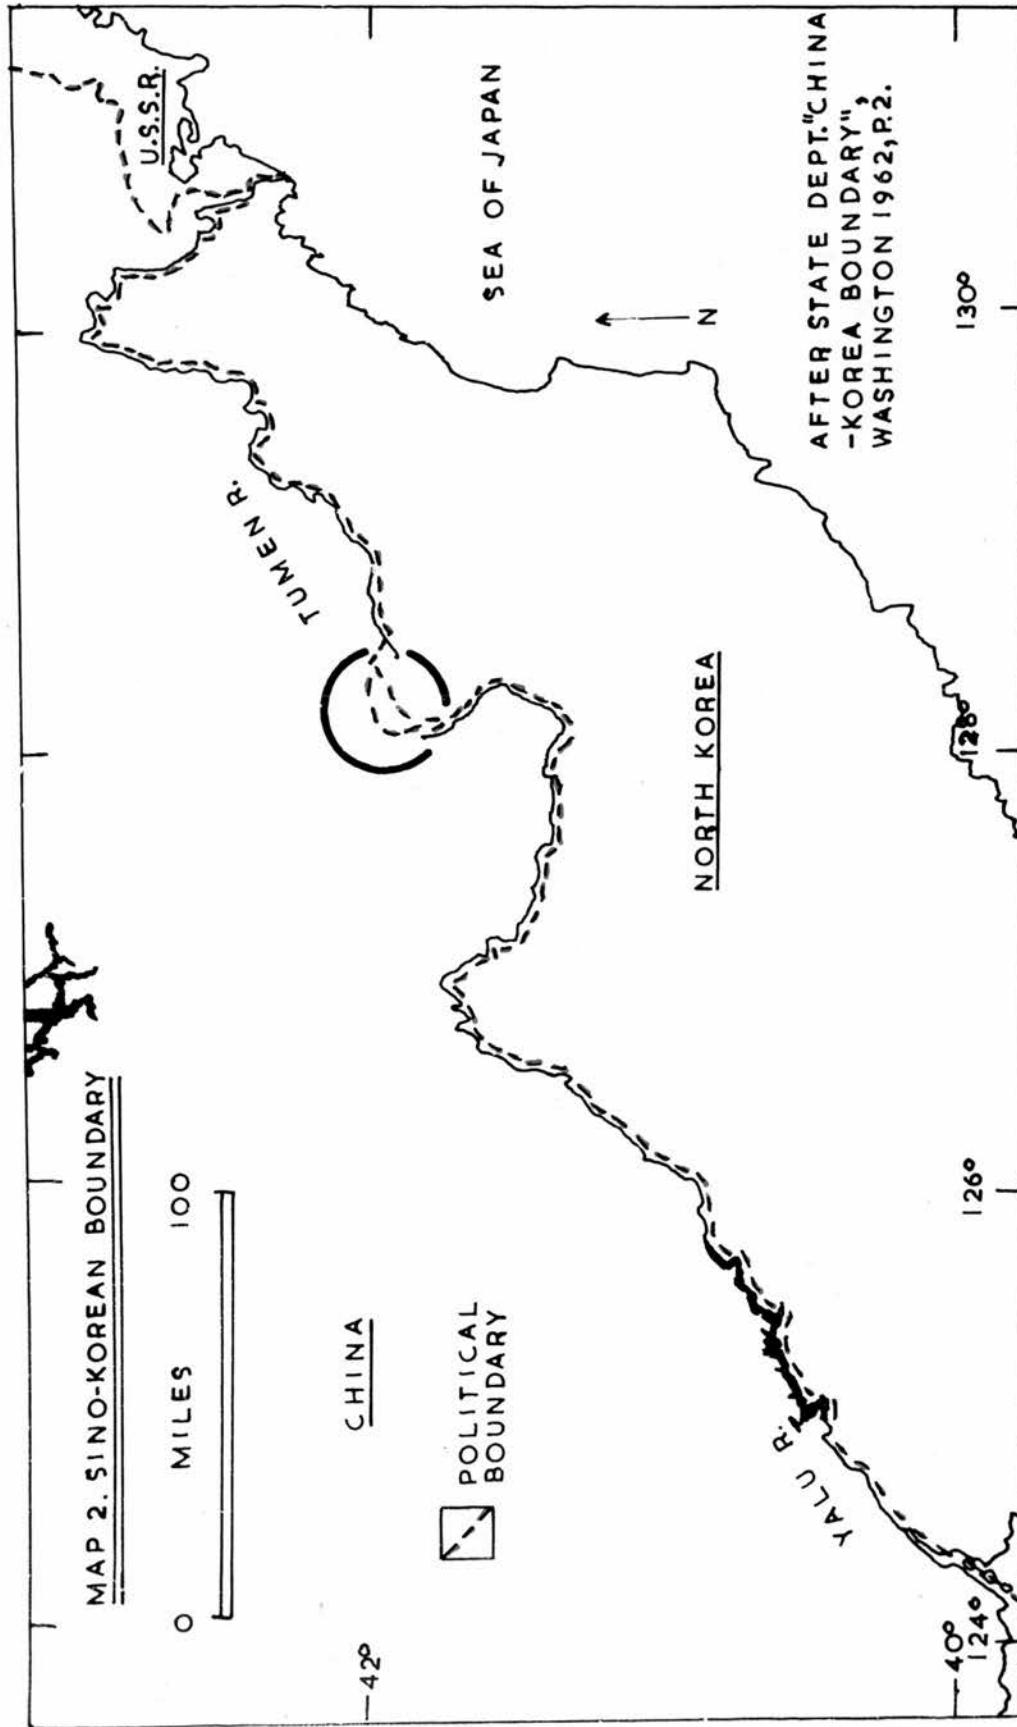 MAP 2. SINO-KOREAN BOUNDARY
0 MILES 100
CHINA
POLITICAL
BOUNDARY
YALU R.
TUMEN R.
U.S.S.R.
SEA OF JAPAN
N
NORTH KOREA
AFTER STATE DEPT. "CHINA
-KOREA BOUNDARY",
WASHINGTON 1962, P.2.
42°
40°
124°
126°
128°
130°